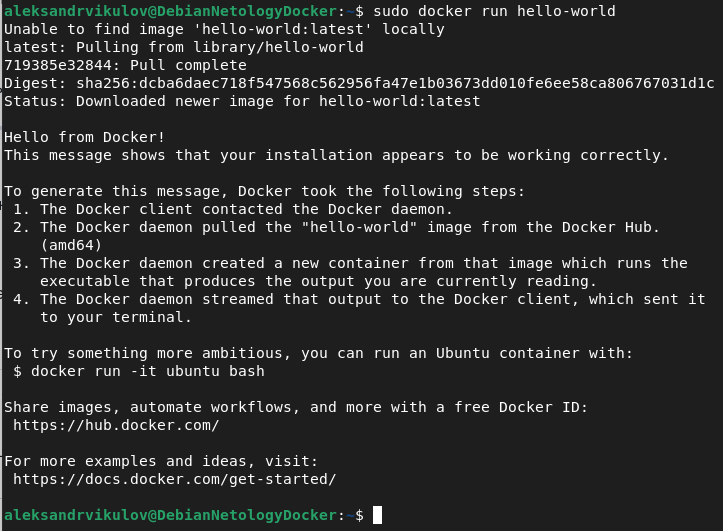 aleksandrvikulov@DebianNetologyDocker:~$ sudo docker run hello-world
Unable to find image 'hello-world:latest' locally
latest: Pulling from library/hello-world
719385e32844: Pull complete
Digest: sha256:dcba6daec718f547568c562956fa47e1b03673dd010fe6ee58ca806767031d1c
Status: Downloaded newer image for hello-world:latest

Hello from Docker!
This message shows that your installation appears to be working correctly.

To generate this message, Docker took the following steps:
 1. The Docker client contacted the Docker daemon.
 2. The Docker daemon pulled the "hello-world" image from the Docker Hub.
    (amd64)
 3. The Docker daemon created a new container from that image which runs the
    executable that produces the output you are currently reading.
 4. The Docker daemon streamed that output to the Docker client, which sent it
    to your terminal.

To try something more ambitious, you can run an Ubuntu container with:
 $ docker run -it ubuntu bash

Share images, automate workflows, and more with a free Docker ID:
 https://hub.docker.com/

For more examples and ideas, visit:
 https://docs.docker.com/get-started/

aleksandrvikulov@DebianNetologyDocker:~$